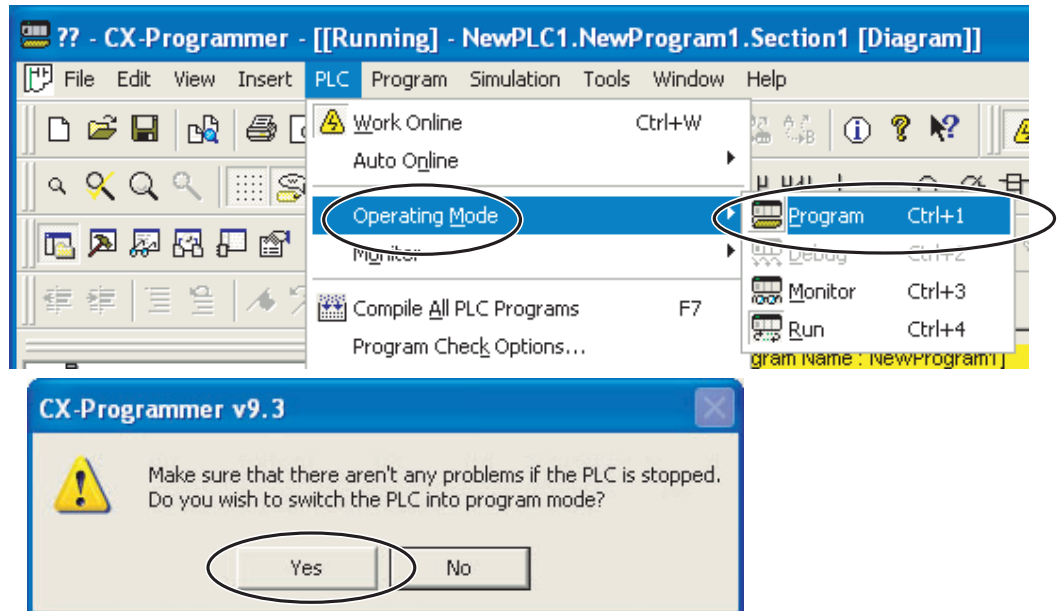 ?? - CX-Programmer - [[Running] - NewPLC1.NewProgram1.Section1 [Diagram]]
File Edit View Insert PLC Program Simulation Tools Window Help
Work Online Ctrl+W
Auto Online
Operating Mode
Monitor
Compile All PLC Programs F7
Program Check Options...
Program Ctrl+1
Debug Ctrl+2
Monitor Ctrl+3
Run Ctrl+4
gram Name : NewProgram1]
CX-Programmer v9.3
Make sure that there aren't any problems if the PLC is stopped.
Do you wish to switch the PLC into program mode?
Yes No